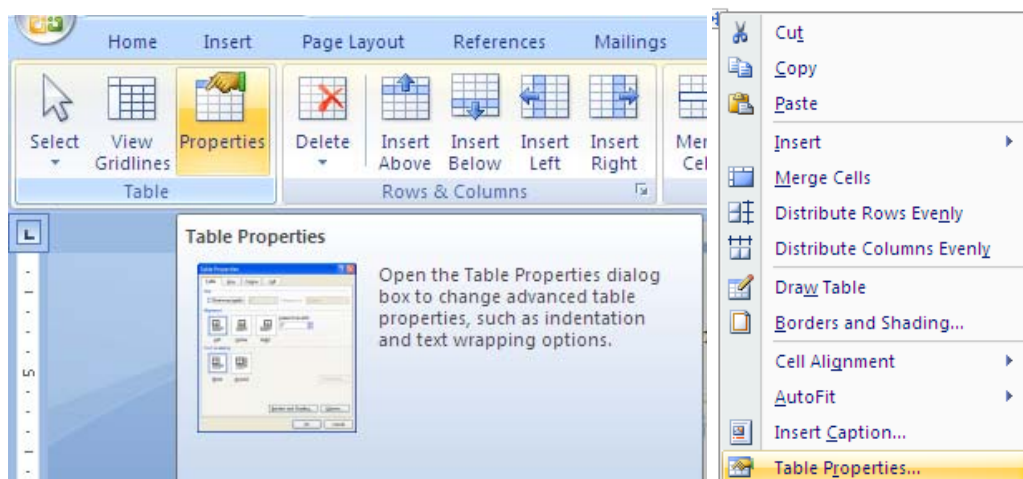 Home Insert Page Layout References Mailings
Select View Gridlines Properties Delete Insert Above Insert Below Insert Left Insert Right
Table Rows & Columns
L
Table Properties
Table Properties
Open the Table Properties dialog
box to change advanced table
properties, such as indentation
and text wrapping options.
5
Cut
Copy
Paste
Insert
Merge Cells
Distribute Rows Evenly
Distribute Columns Evenly
Draw Table
Borders and Shading...
Cell Alignment
AutoFit
Insert Caption...
Table Properties...